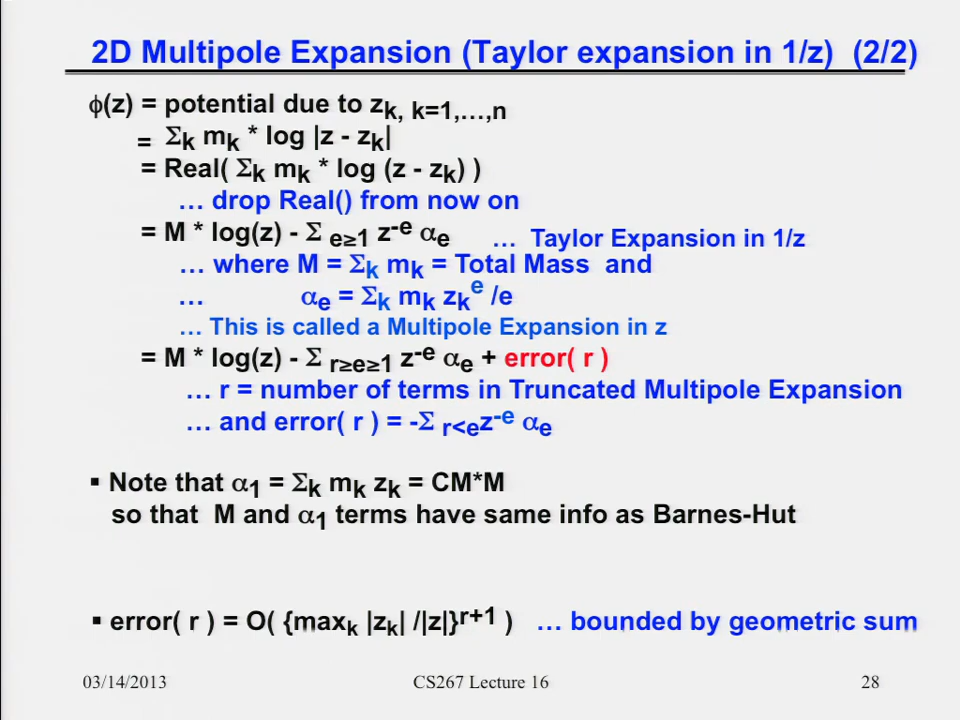 2D Multipole Expansion (Taylor expansion in 1/z) (2/2)
ϕ(z) = potential due to zk, k=1,…,n
= Σk mk * log |z - zk|
= Real( Σk mk * log (z - zk) )
… drop Real() from now on
= M * log(z) - Σ e≥1 z-e αe … Taylor Expansion in 1/z
… where M = Σk mk = Total Mass and
… αe = Σk mk zke /e
… This is called a Multipole Expansion in z
= M * log(z) - Σ r≥e≥1 z-e αe + error( r )
… r = number of terms in Truncated Multipole Expansion
… and error( r ) = -Σ r<ez-e αe
▪ Note that α1 = Σk mk zk = CM*M
so that M and α1 terms have same info as Barnes-Hut
▪ error( r ) = O( {maxk |zk| /|z|}r+1 ) … bounded by geometric sum
03/14/2013 CS267 Lecture 16 28